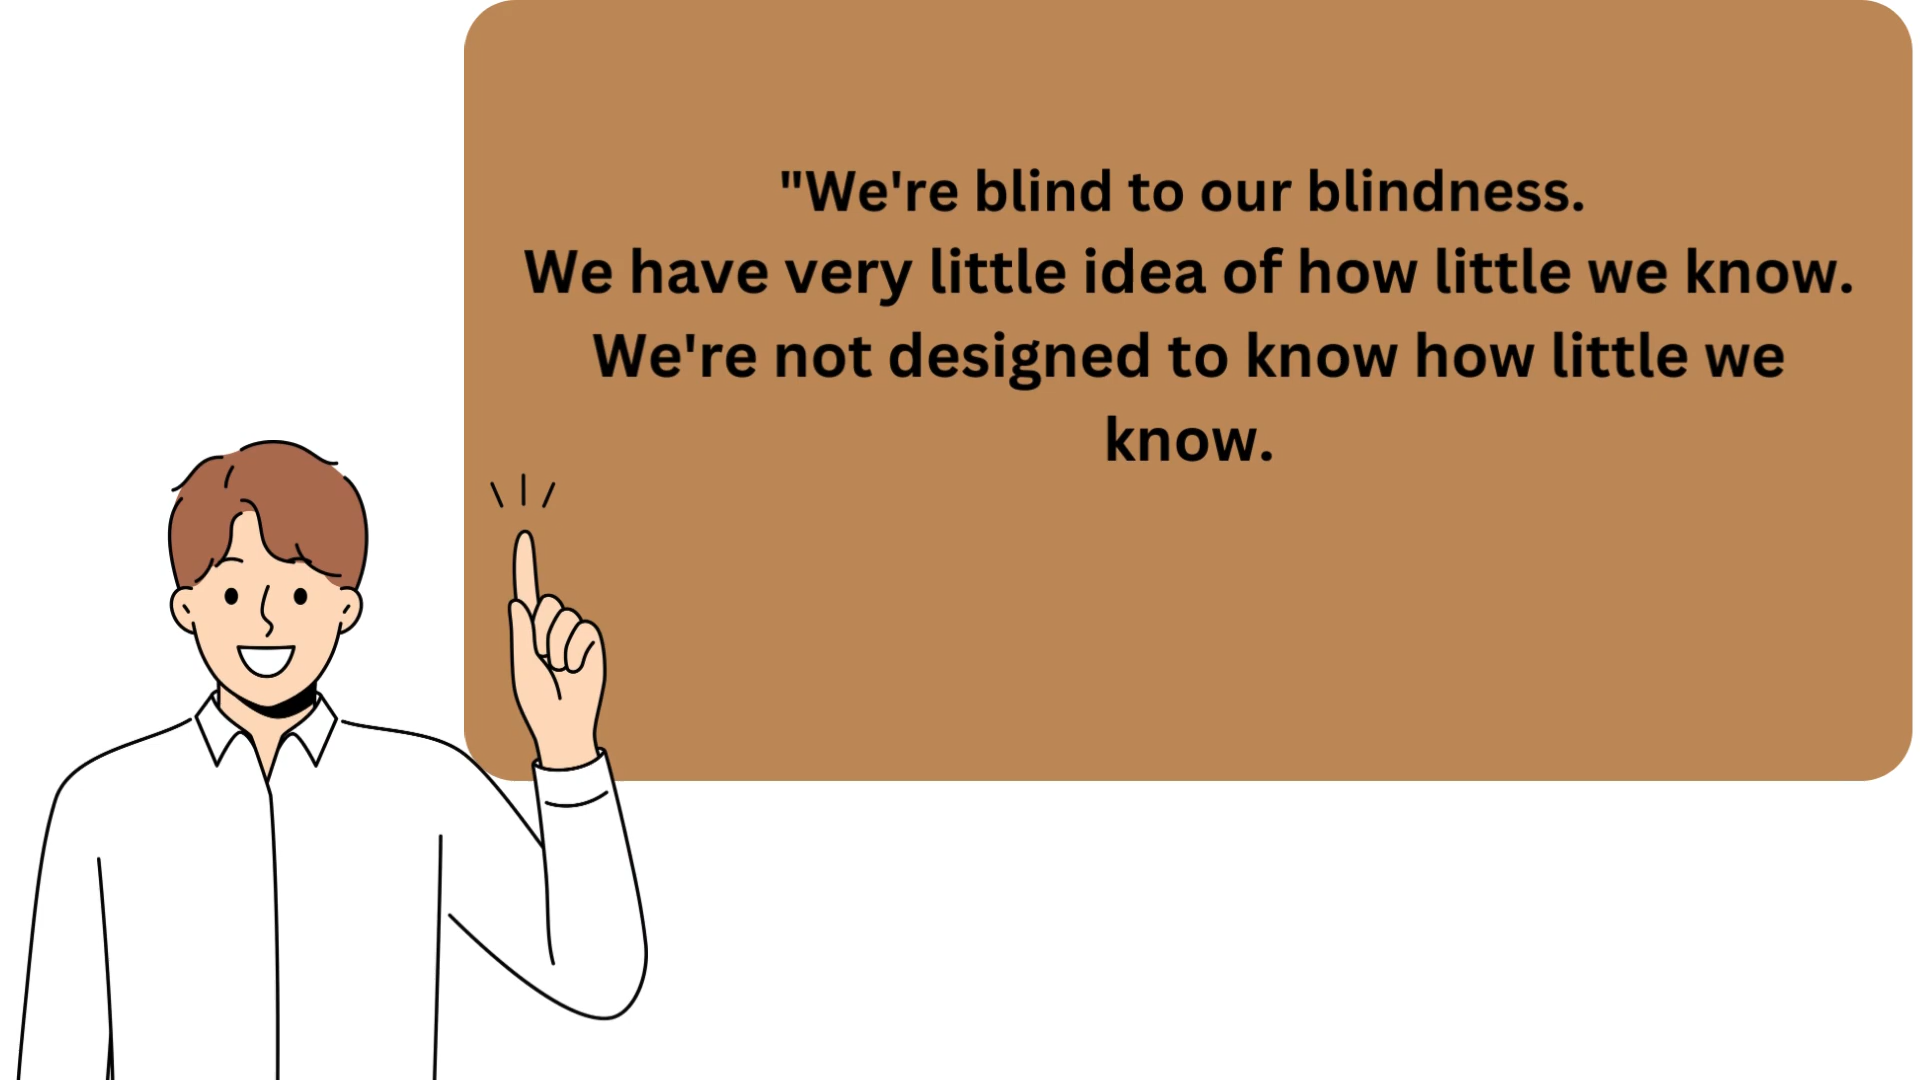 "We're blind to our blindness.
We have very little idea of how little we know.
We're not designed to know how little we
know.